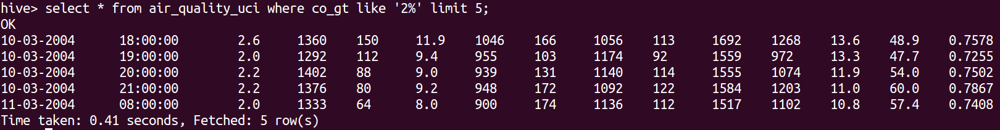 hive> select * from air_quality_uci where co_gt like '2%' limit 5;
OK
10-03-2004 18:00:00 2.6 1360 150 11.9 1046 166 1056 113 1692 1268 13.6 48.9 0.7578
10-03-2004 19:00:00 2.0 1292 112 9.4 955 103 1174 92 1559 972 13.3 47.7 0.7255
10-03-2004 20:00:00 2.2 1402 88 9.0 939 131 1140 114 1555 1074 11.9 54.0 0.7502
10-03-2004 21:00:00 2.2 1376 80 9.2 948 172 1092 122 1584 1203 11.0 60.0 0.7867
11-03-2004 08:00:00 2.0 1333 64 8.0 900 174 1136 112 1517 1102 10.8 57.4 0.7408
Time taken: 0.41 seconds, Fetched: 5 row(s)